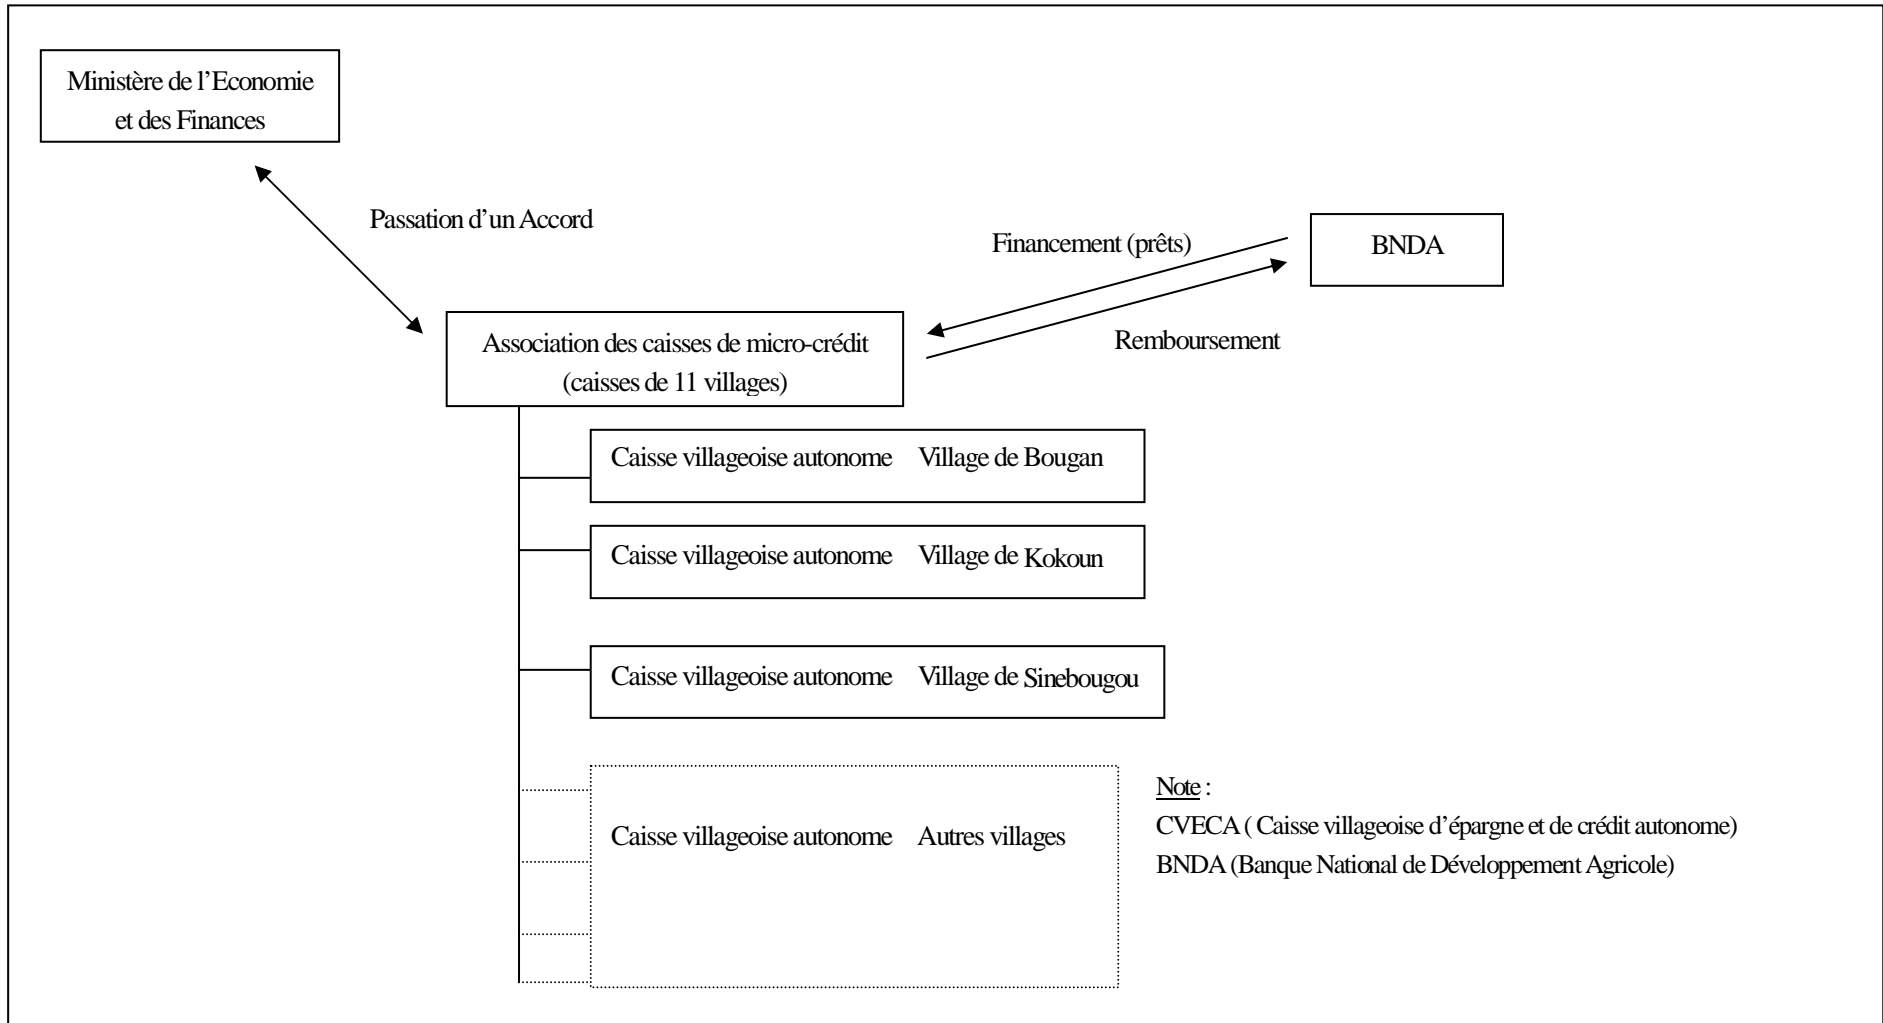 Ministère de l’Economie
et des Finances
Passation d’un Accord
Financement (prêts)
BNDA
Remboursement
Association des caisses de micro-crédit
(caisses de 11 villages)
Caisse villageoise autonome Village de Bougan
Caisse villageoise autonome Village de Kokoun
Caisse villageoise autonome Village de Sinebougou
Caisse villageoise autonome Autres villages
Note :
CVECA ( Caisse villageoise d’épargne et de crédit autonome)
BNDA (Banque National de Développement Agricole)